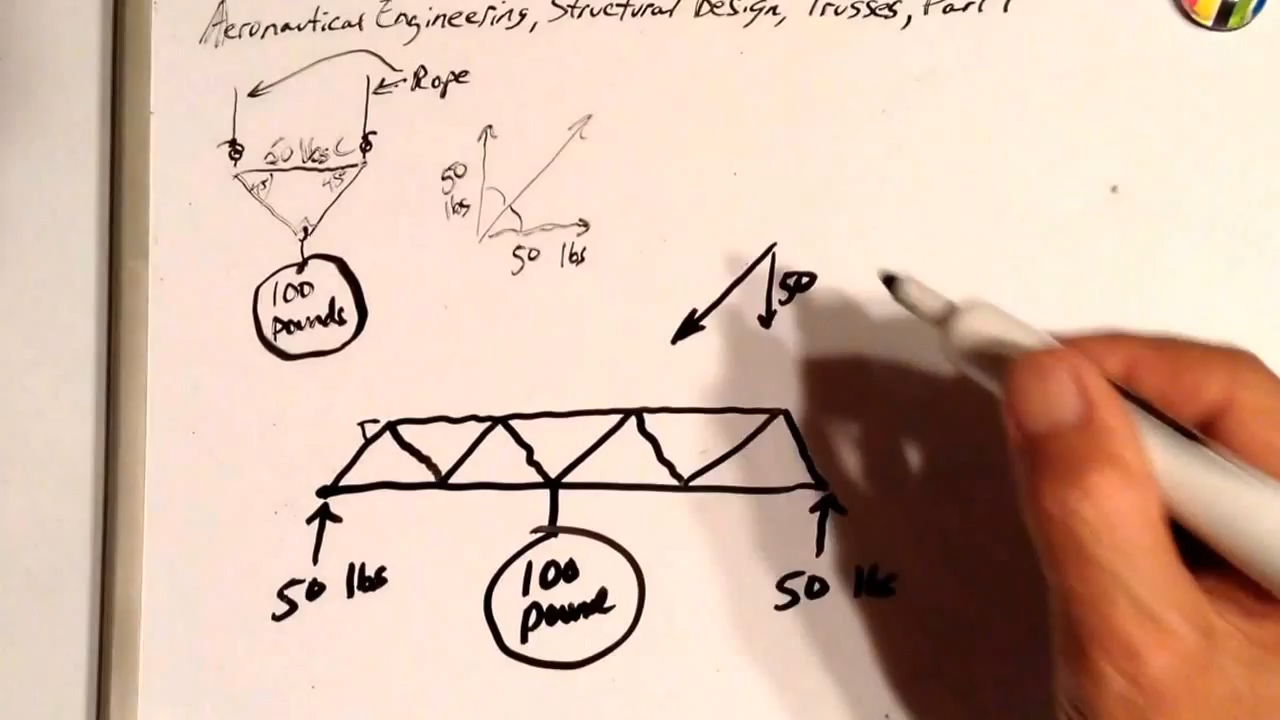 Aeronautical Engineering, Structural Design, Trusses, Part 1
Rope
50 lbs C
45
45
100
pounds
50
lbs
50 lbs
50
50 lbs
100
50 lbs